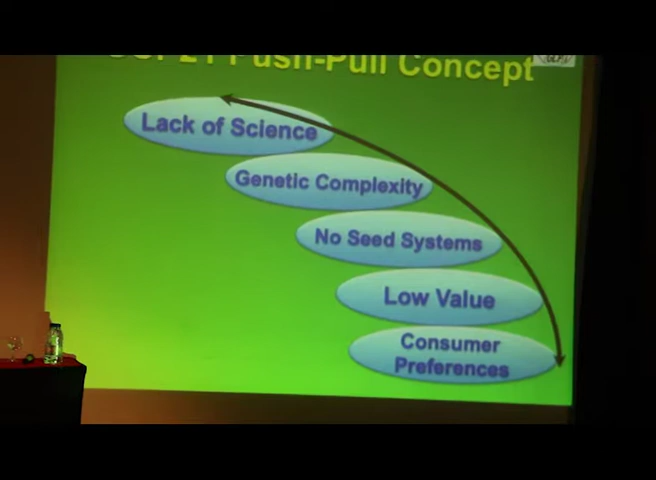 Push-Pull Concept
Lack of Science
Genetic Complexity
No Seed Systems
Low Value
Consumer
Preferences